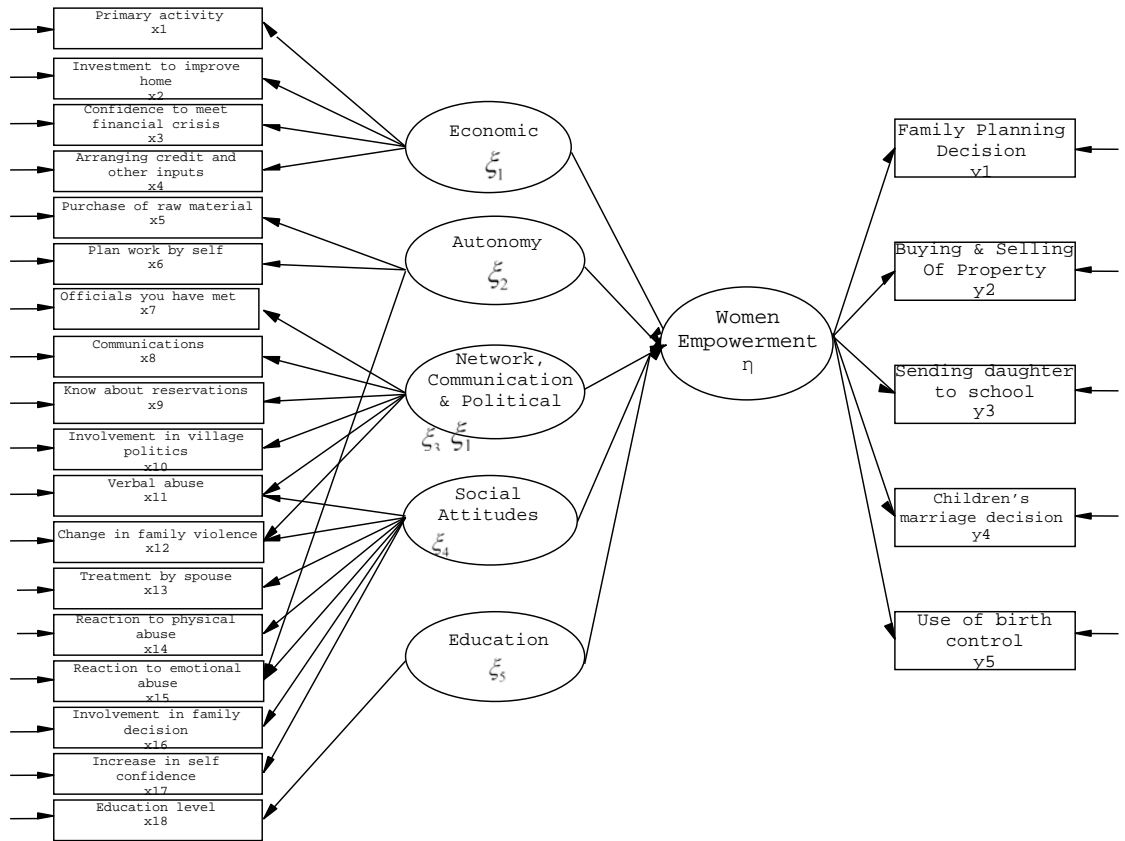 Primary activity
x1
Investment to improve
home
x2
Confidence to meet
financial crisis
x3
Arranging credit and
other inputs
x4
Purchase of raw material
x5
Plan work by self
x6
Officials you have met
x7
Communications
x8
Know about reservations
x9
Involvement in village
politics
x10
Verbal abuse
x11
Change in family violence
x12
Treatment by spouse
x13
Reaction to physical
abuse
x14
Reaction to emotional
abuse
x15
Involvement in family
decision
x16
Increase in self
confidence
x17
Education level
x18
Economic
ξ1
Autonomy
ξ2
Network,
Communication
& Political
ξ3 ξ1
Social
Attitudes
ξ4
Education
ξ5
Women
Empowerment
η
Family Planning
Decision
y1
Buying & Selling
Of Property
y2
Sending daughter
to school
y3
Children's
marriage decision
y4
Use of birth
control
y5